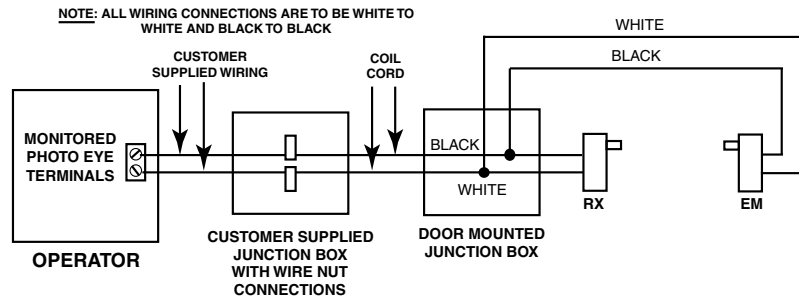 NOTE: ALL WIRING CONNECTIONS ARE TO BE WHITE TO
WHITE AND BLACK TO BLACK
WHITE
CUSTOMER
SUPPLIED WIRING
COIL
CORD
BLACK
MONITORED
PHOTO EYE
TERMINALS
BLACK
WHITE
RX
EM
OPERATOR
CUSTOMER SUPPLIED
JUNCTION BOX
WITH WIRE NUT
CONNECTIONS
DOOR MOUNTED
JUNCTION BOX